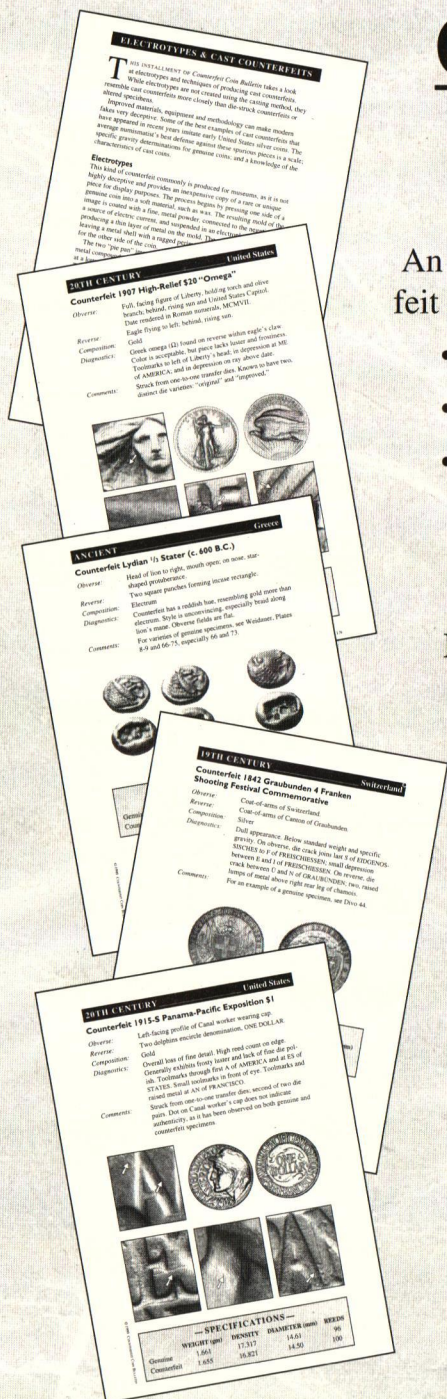 ELECTROTYPES & CAST COUNTERFEITS
THIS INSTALLMENT OF Counterfeit Coin Bulletin takes a look
at electrotypes and techniques of producing cast counterfeits.
While electrotypes are not created using the casting method, they
resemble cast counterfeits more closely than die-struck counterfeits or
altered specimens.
Improved materials, equipment and methodology can make modern
fakes very deceptive. Some of the best examples of cast counterfeits that
have appeared in recent years imitate early United States silver coins. The
average numismatist's best defense against these spurious pieces is a scale;
specific gravity determinations for genuine coins; and a knowledge of the
characteristics of cast coins.
Electrotypes
This kind of counterfeit commonly is produced for museums, as it is not
highly deceptive and provides an inexpensive copy of a rare or unique
piece for display purposes. The process begins by pressing one side of a
genuine coin into a soft material, such as wax. The resulting mold of the
image is coated with a fine, metal powder, connected to the
a source of electric current, and suspended in an
producing a thin layer of metal on the mold. The
leaving a metal shell with a rugged
for the other side of the coin.
The two "pie pan"
metal
20TH CENTURY United States
Counterfeit 1907 High-Relief $20 "Omega"
Obverse: Full, facing figure of Liberty, holding torch and olive
branch; behind, rising sun and United States Capitol.
Date rendered in Roman numerals, MCMVII.
Reverse: Eagle flying to left; behind, rising sun.
Composition: Gold
Diagnostics: Greek omega (Ω) found on reverse within eagle's claw.
Color is acceptable, but piece lacks luster and frostiness.
Toolmarks to left of Liberty's head; in depression at ME
of AMERICA; and in depression on ray above date.
Comments: Struck from one-to-one transfer dies. Known to have two,
distinct die varieties: "original" and "improved."
An
feit
ANCIENT Greece
Counterfeit Lydian 1/3 Stater (c. 600 B.C.)
Obverse: Head of lion to right, mouth open; on nose, star-
shaped protuberance.
Reverse: Two square punches forming incuse rectangle.
Composition: Electrum
Diagnostics: Counterfeit has a reddish hue, resembling gold more than
electrum. Style is unconvincing, especially braid along
lion's mane. Obverse fields are flat.
Comments: For varieties of genuine specimens, see Weidauer, Plates
8-9 and 66-75, especially 66 and 73.
19TH CENTURY Switzerland
Counterfeit 1842 Graubunden 4 Franken
Shooting Festival Commemorative
Obverse: Coat-of-arms of Switzerland
Reverse: Coat-of-arms of Canton of Graubunden
Composition: Silver
Diagnostics: Dull appearance. Below standard weight and specific
gravity. On obverse, die crack joins last S of EIDGENOS-
SISCHES to F of FREISCHIESSEN; small depression
between E and I of FREISCHIESSEN. On reverse, die
crack between Ü and N of GRAUBÜNDEN; two, raised
lumps of metal above right rear leg of chamois.
Comments: For an example of a genuine specimen, see Divo 44.
20TH CENTURY United States
Counterfeit 1915-S Panama-Pacific Exposition $1
Obverse: Left-facing profile of Canal worker wearing cap.
Reverse: Two dolphins encircle denomination, ONE DOLLAR.
Composition: Gold
Diagnostics: Overall loss of fine detail. High reed count on edge.
Generally exhibits frosty luster and lack of fine die pol-
ish. Toolmarks through first A of AMERICA and at ES of
STATES. Small toolmarks in front of eye. Toolmarks and
raised metal at AN of FRANCISCO.
Comments: Struck from one-to-one transfer dies; second of two die
pairs. Dot on Canal worker's cap does not indicate
authenticity, as it has been observed on both genuine and
counterfeit specimens.
— SPECIFICATIONS —
WEIGHT (gm) DENSITY DIAMETER (mm) REEDS
Genuine 1.661 17.317 14.61 96
Counterfeit 1.655 16.821 14.50 100